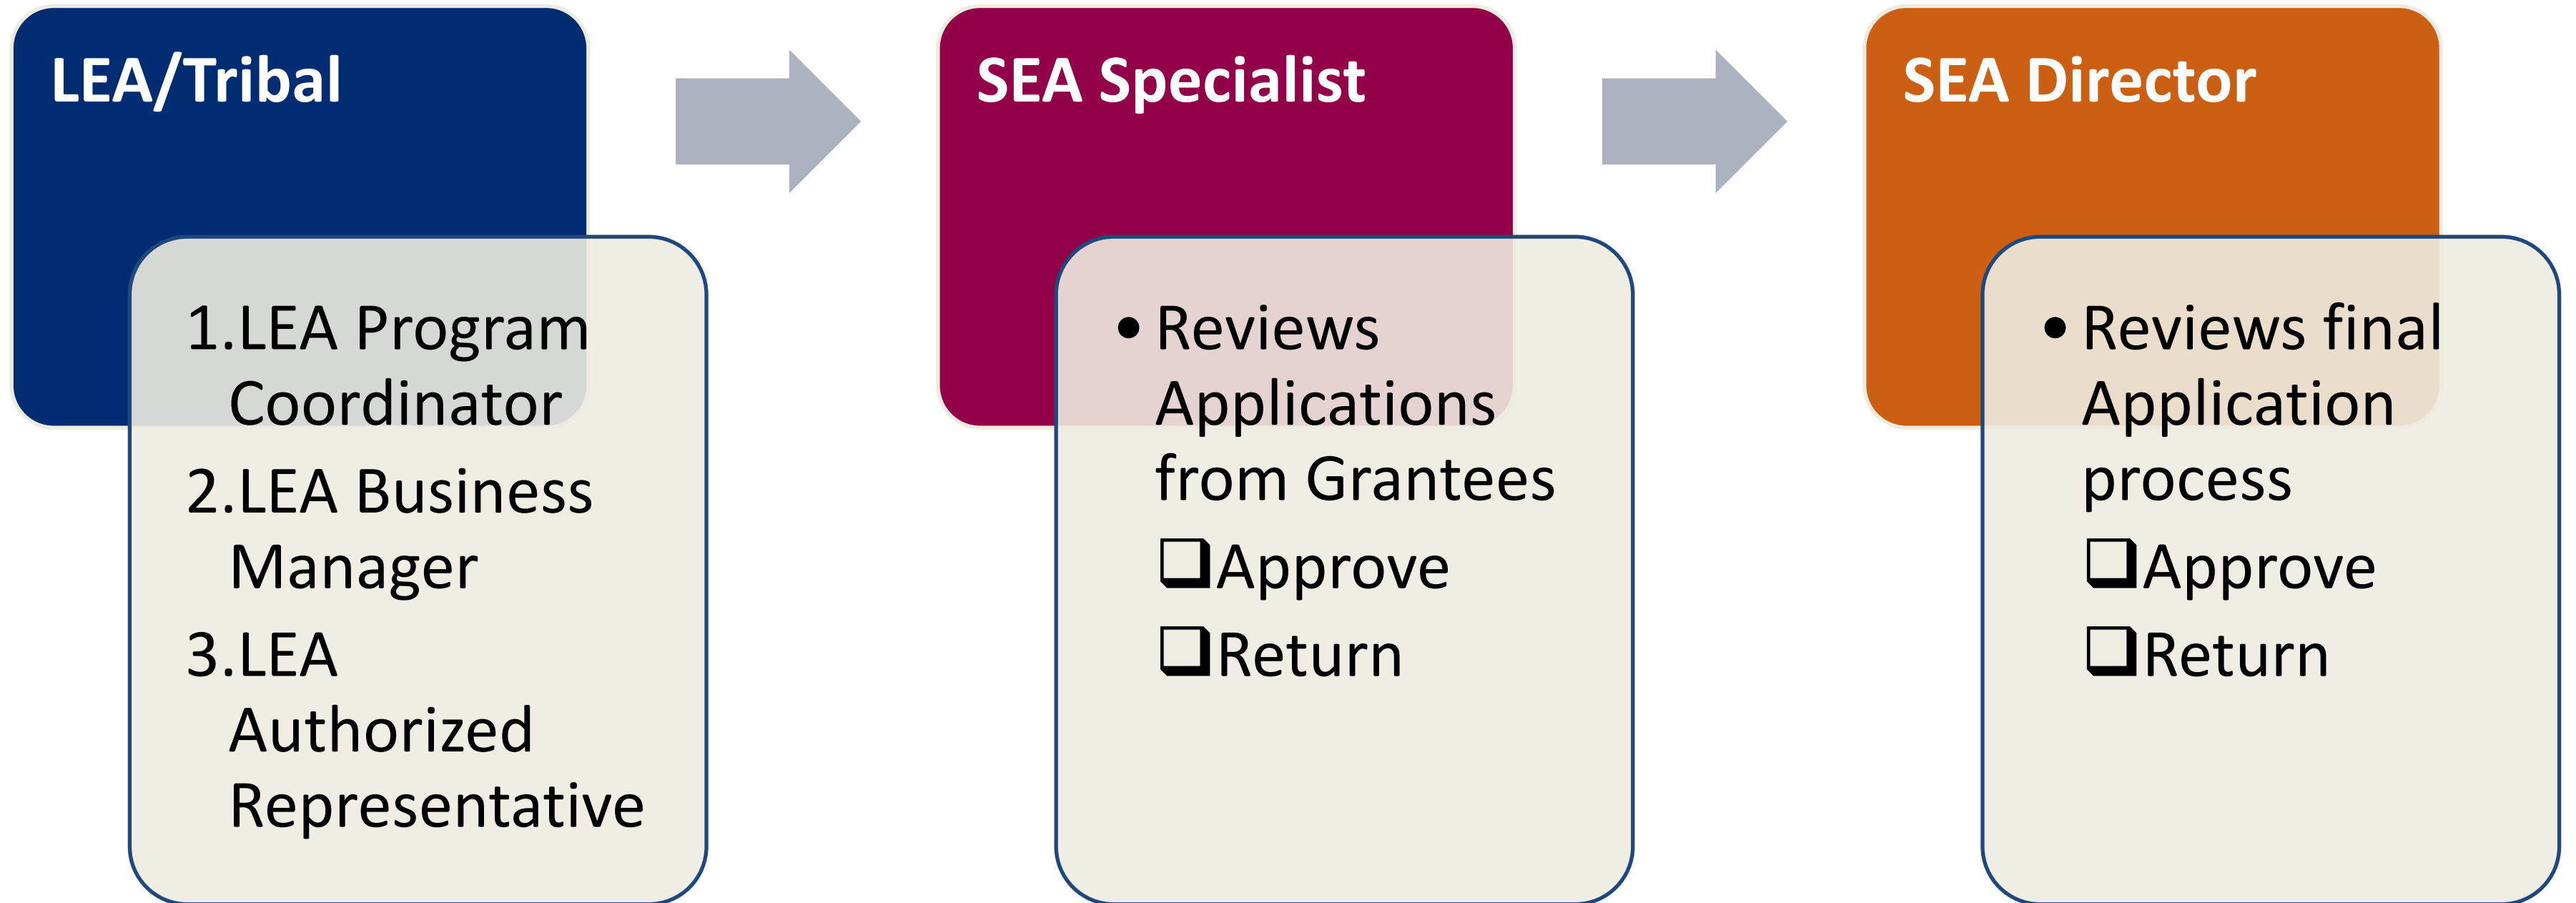 LEA/Tribal
1.LEA Program
Coordinator
2.LEA Business
Manager
3.LEA
Authorized
Representative
SEA Specialist
• Reviews
Applications
from Grantees
❑Approve
❑Return
SEA Director
• Reviews final
Application
process
❑Approve
❑Return